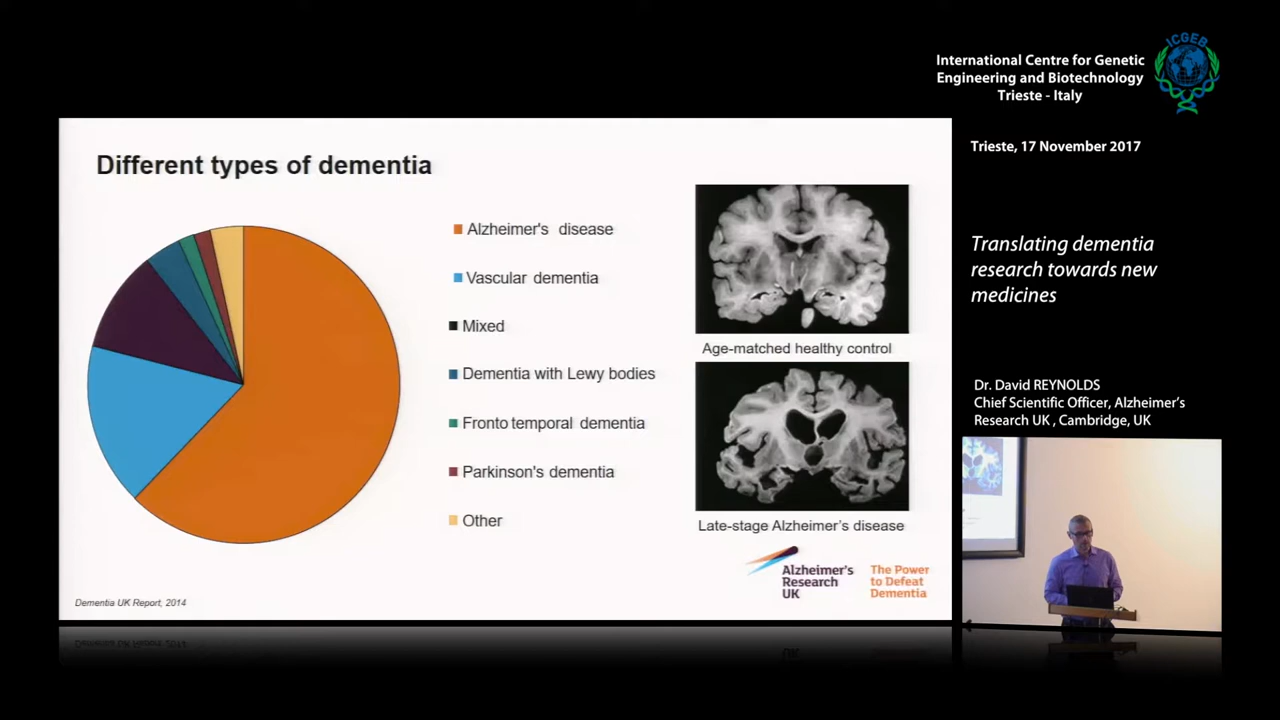 ICGEB
International Centre for Genetic
Engineering and Biotechnology
Trieste - Italy
Trieste, 17 November 2017
Translating dementia
research towards new
medicines
Dr. David REYNOLDS
Chief Scientific Officer, Alzheimer's
Research UK , Cambridge, UK
Different types of dementia
Alzheimer's disease
Vascular dementia
Mixed
Dementia with Lewy bodies
Fronto temporal dementia
Parkinson's dementia
Other
Age-matched healthy control
Late-stage Alzheimer's disease
Alzheimer's
Research
UK
The Power
to Defeat
Dementia
Dementia UK Report, 2014